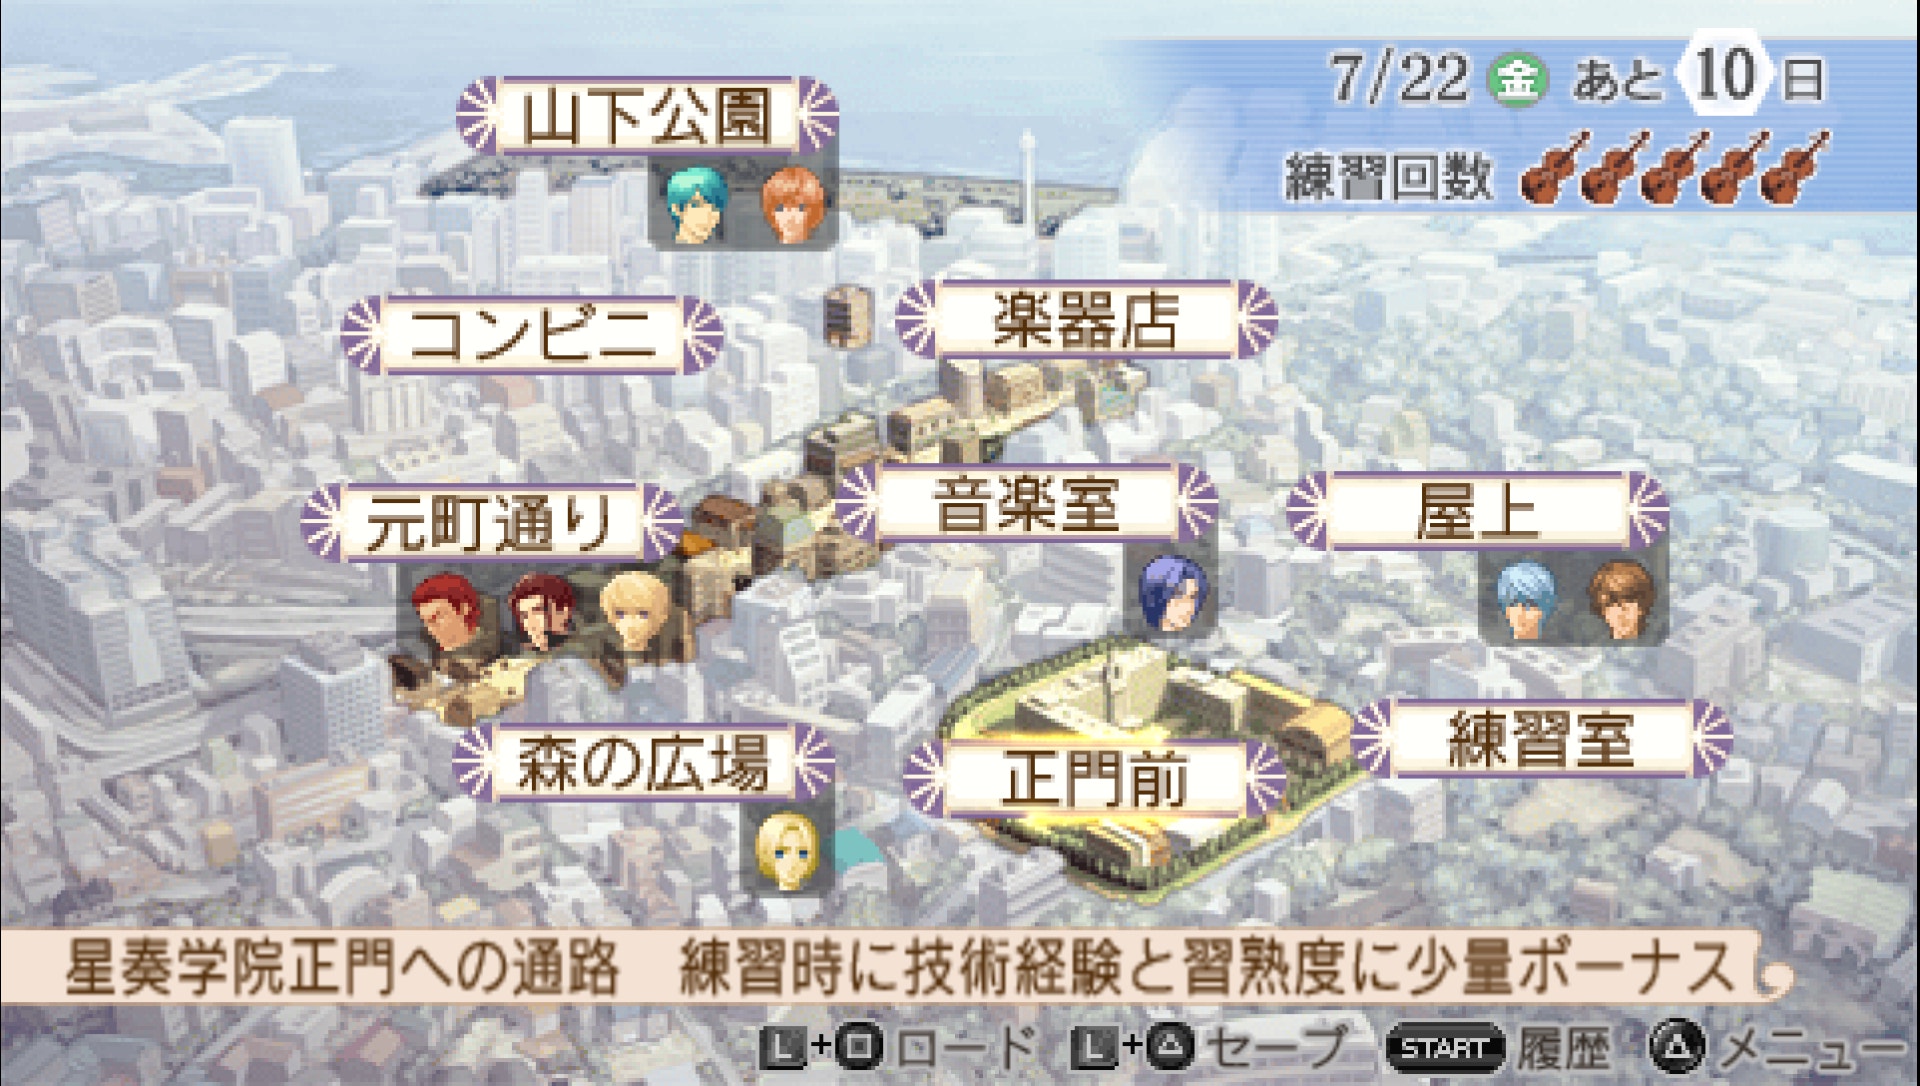 7/22 金 あと 10 日
練習回数
山下公園
コンビニ
楽器店
元町通り
音楽室
屋上
森の広場
正門前
練習室
星奏学院正門への通路　練習時に技術経験と習熟度に少量ボーナス
L+□ロード L+△セーブ START 履歴 △メニュー